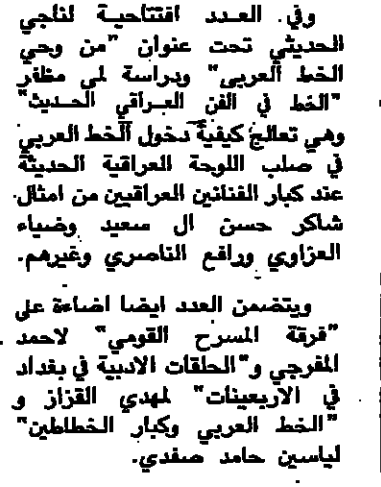 وفي العدد افتتاحية لناجي
الحديثي تحت عنوان "من وحي
الخط العربي" ودراسة لمي مظفر
"الخط في الفن العراقي الحديث"
وهي تعالج كيفية دخول الخط العربي
في صلب اللوحة العراقية الحديثة
عند كبار الفنانين العراقيين من امثال
شاكر حسن ال سعيد وضياء
العزاوي ورافع الناصري وغيرهم.
ويتضمن العدد ايضا اضاءة على
"فرقة المسرح القومي" لاحمد
المفرجي و"الحلقات الادبية في بغداد
في الاربعينات" لمهدي القزاز و
"الخط العربي وكبار الخطاطين"
لياسين حامد صفدي.